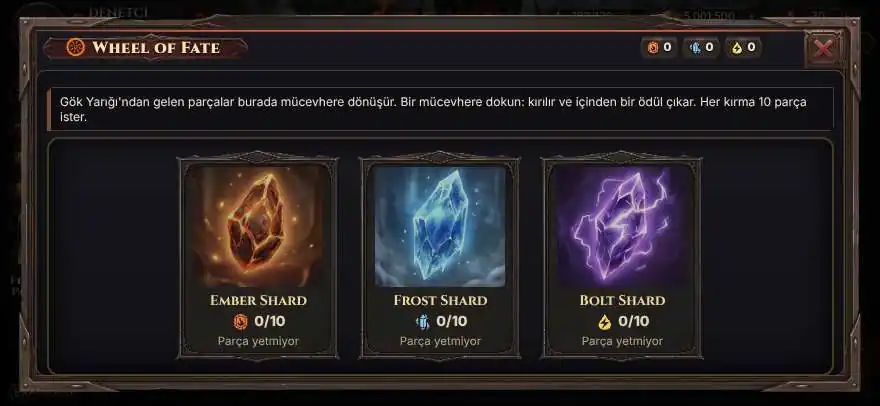 DENETÇİ
WHEEL OF FATE
0
0
0
Gök Yarığı'ndan gelen parçalar burada mücevhere dönüşür. Bir mücevhere dokun: kırılır ve içinden bir ödül çıkar. Her kırma 10 parça
ister.
EMBER SHARD
FROST SHARD
BOLT SHARD
0/10
0/10
0/10
Parça yetmiyor
Parça yetmiyor
Parça yetmiyor